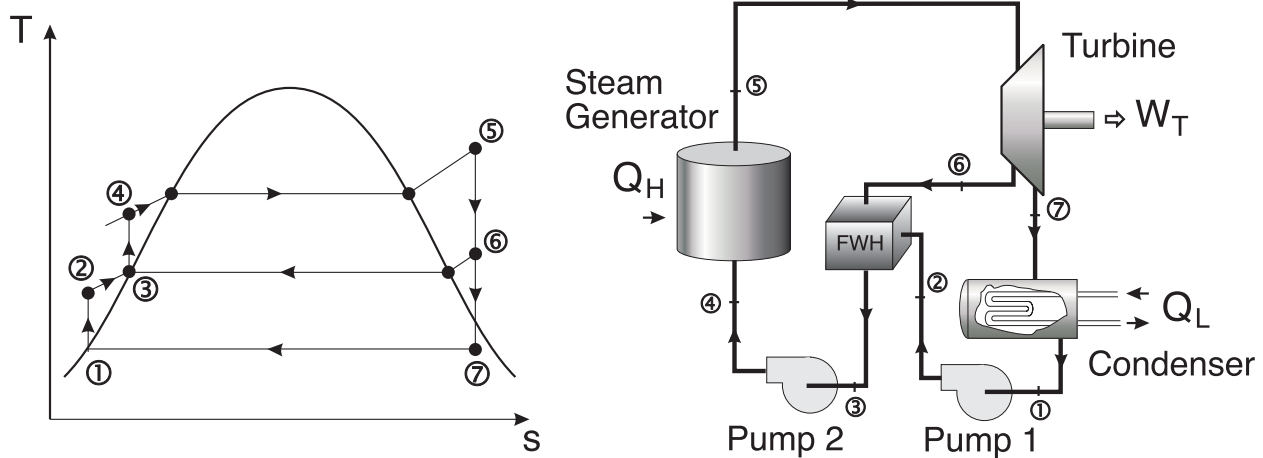 T
④
⑤
②
⑥
③
①
⑦
s
Steam
Generator
Q_H
⑤
Turbine
W_T
⑥
FWH
⑦
④
②
Q_L
Condenser
③
①
Pump 2
Pump 1